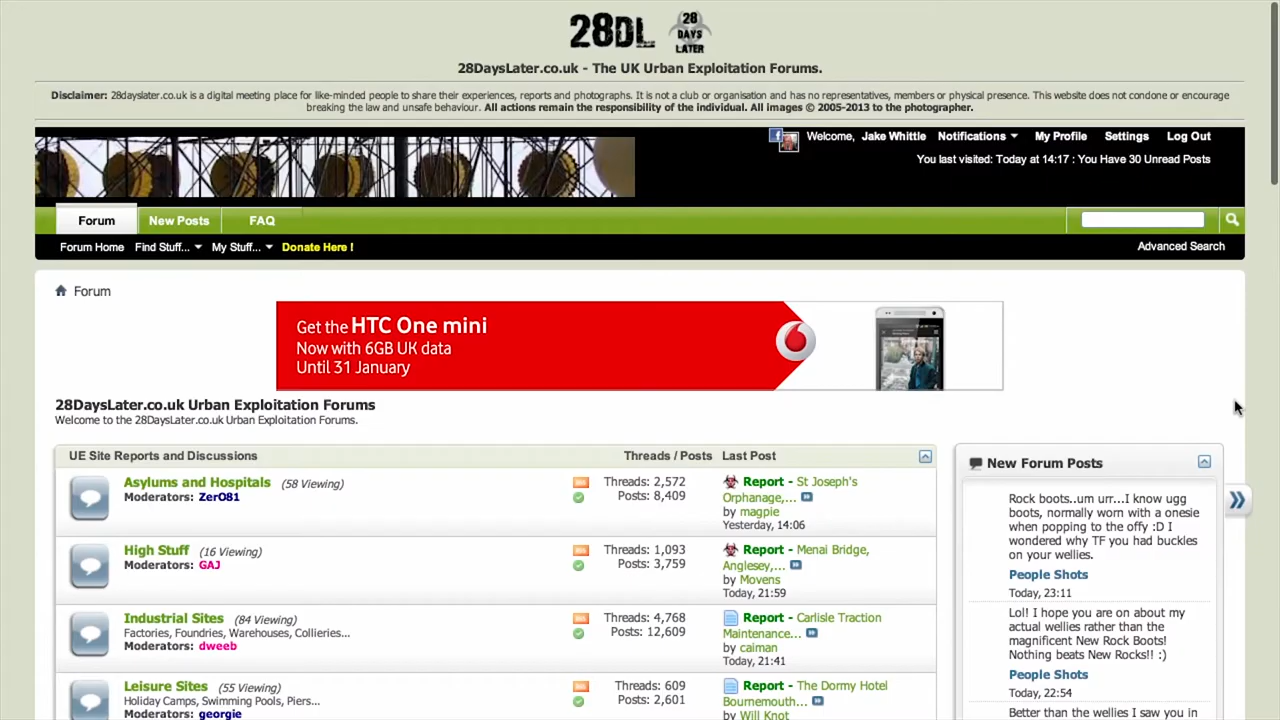 28DL
28
DAYS
LATER
28DaysLater.co.uk - The UK Urban Exploitation Forums.
Disclaimer: 28dayslater.co.uk is a digital meeting place for like-minded people to share their experiences, reports and photographs. It is not a club or organisation and has no representatives, members or physical presence. This website does not condone or encourage
breaking the law and unsafe behaviour. All actions remain the responsibility of the individual. All images © 2005-2013 to the photographer.
Welcome, Jake Whittle Notifications My Profile Settings Log Out
You last visited: Today at 14:17 : You Have 30 Unread Posts
Forum New Posts FAQ
Forum Home Find Stuff... My Stuff... Donate Here ! Advanced Search
Forum
Get the HTC One mini
Now with 6GB UK data
Until 31 January
28DaysLater.co.uk Urban Exploitation Forums
Welcome to the 28DaysLater.co.uk Urban Exploitation Forums.
UE Site Reports and Discussions Threads / Posts Last Post
Asylums and Hospitals (58 Viewing)
Moderators: ZerO81
Threads: 2,572
Posts: 8,409
Report - St Joseph's
Orphanage,...
by magpie
Yesterday, 14:06
High Stuff (16 Viewing)
Moderators: GAJ
Threads: 1,093
Posts: 3,759
Report - Menai Bridge,
Anglesey,...
by Movens
Today, 21:59
Industrial Sites (84 Viewing)
Factories, Foundries, Warehouses, Collieries...
Moderators: dweeb
Threads: 4,768
Posts: 12,609
Report - Carlisle Traction
Maintenance...
by caiman
Today, 21:41
Leisure Sites (55 Viewing)
Holiday Camps, Swimming Pools, Piers...
Moderators: georgie
Threads: 609
Posts: 2,601
Report - The Dormy Hotel
Bournemouth...
by Will Knot
New Forum Posts
Rock boots..um urr...I know ugg
boots, normally worn with a onesie
when popping to the offy :D I
wondered why TF you had buckles
on your wellies.
People Shots
Today, 23:11
Lol! I hope you are on about my
actual wellies rather than the
magnificent New Rock Boots!
Nothing beats New Rocks!! :)
People Shots
Today, 22:54
Better than the wellies I saw you in